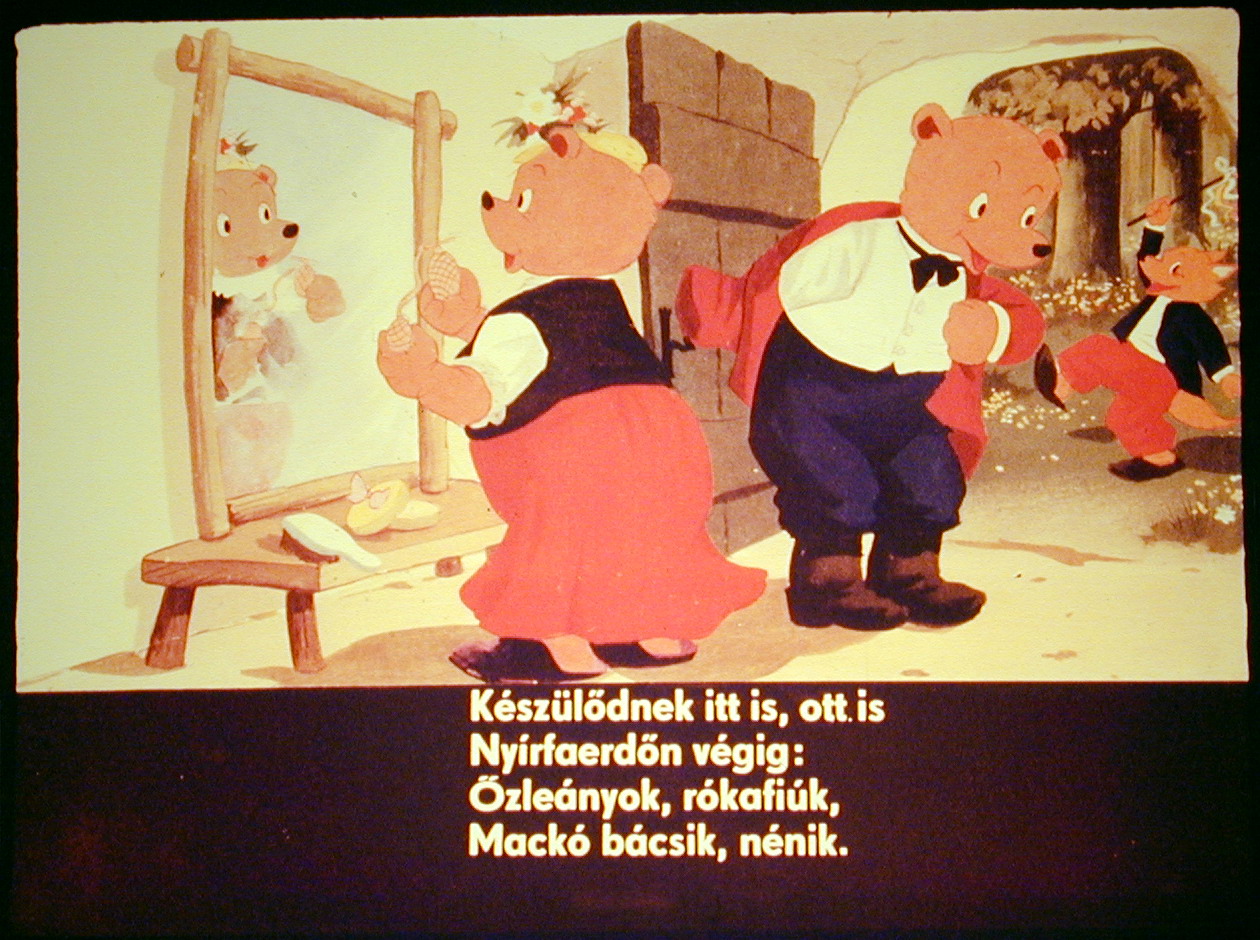 Készülődnek itt is, ott is
Nyírfaerdőn végig:
Őzleányok, rókafiúk,
Mackó bácsik, nénik.